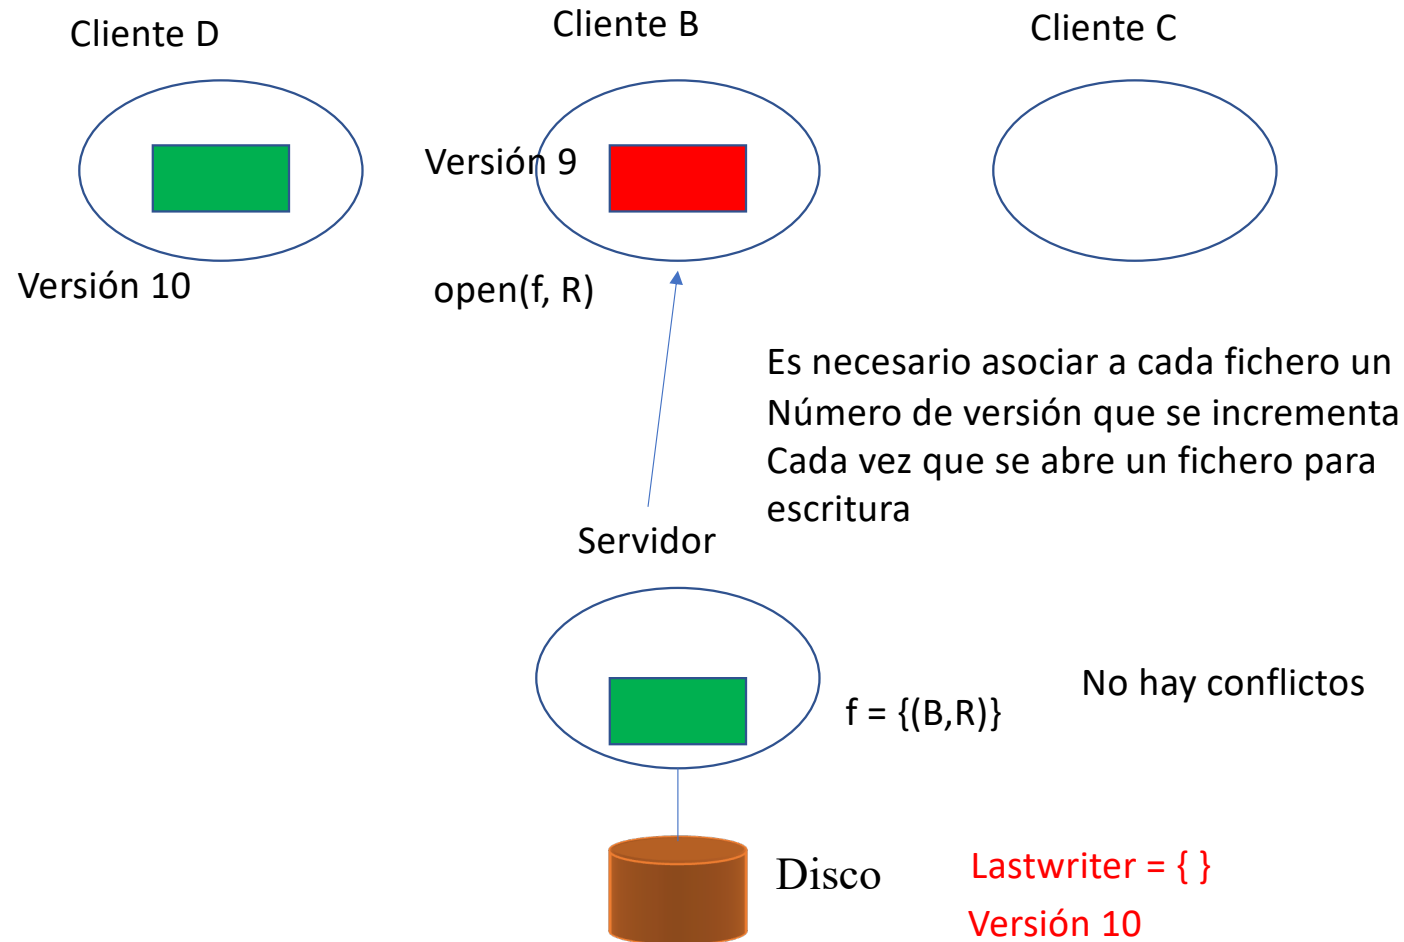 Cliente D
Cliente B
Cliente C
Versión 9
Versión 10
open(f, R)
Es necesario asociar a cada fichero un
Número de versión que se incrementa
Cada vez que se abre un fichero para
escritura
Servidor
f = {(B,R)}
No hay conflictos
Disco
Lastwriter = { }
Versión 10